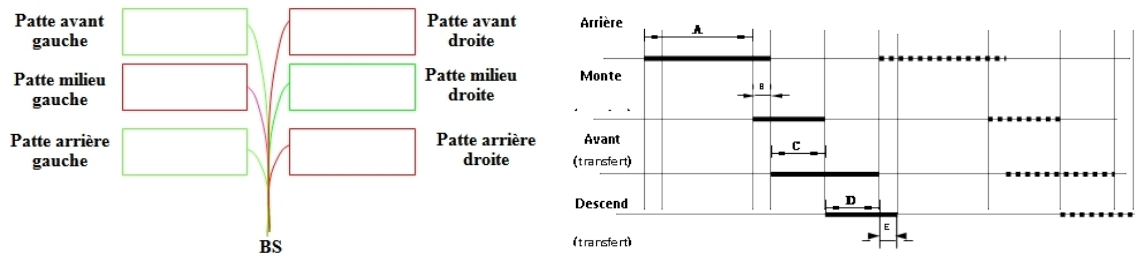 Patte avant
gauche
Patte avant
droite
Patte milieu
gauche
Patte milieu
droite
Patte arrière
gauche
Patte arrière
droite
BS
Arrière
A
Monte
B
Avant
(transfert)
C
Descend
D
(transfert)
E